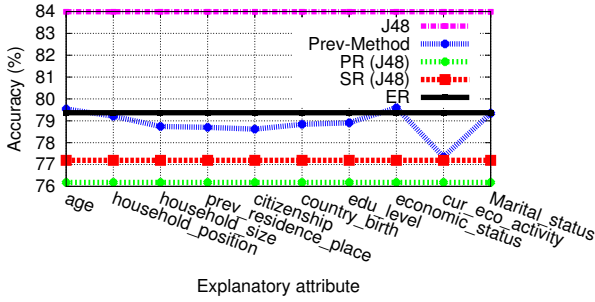 84
83
82
81
80
79
78
77
76
Accuracy (%)
J48
Prev-Method
PR (J48)
SR (J48)
ER
age
household_position
household_size
prev_residence_place
citizenship
country_birth
edu_level
economic_status
cur_eco_activity
Marital_status
Explanatory attribute